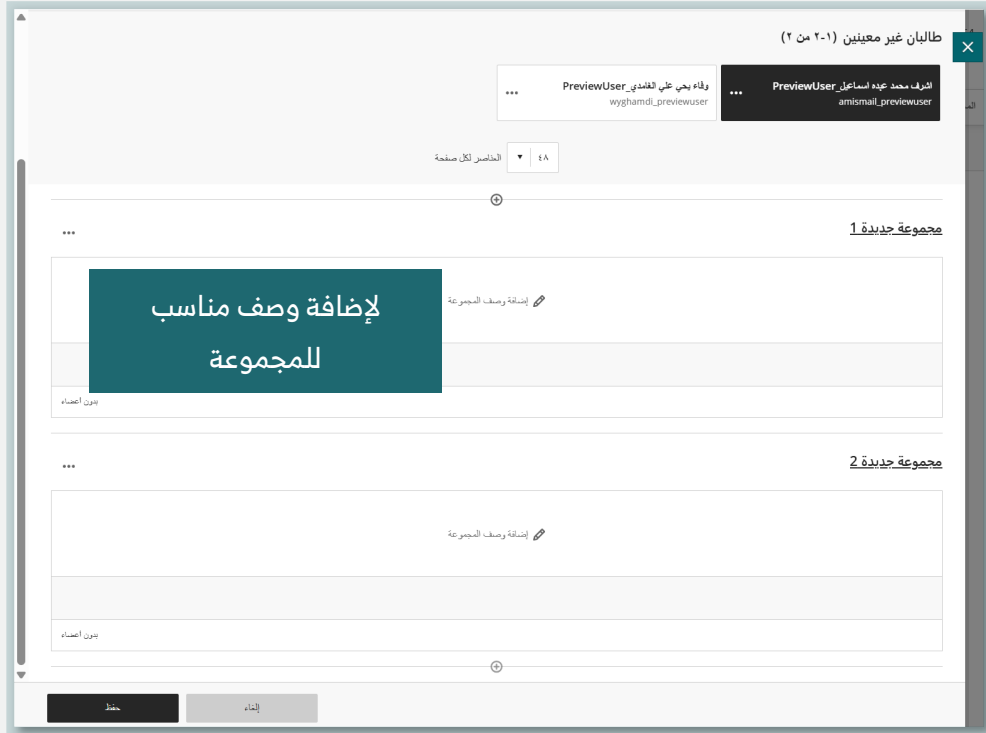 طالبان غير معينين (١-٢ من ٢)
اشرف محمد عبده اسماعيل_PreviewUser
amismail_previewuser
وفاء يحي علي الغامدي_PreviewUser
wyghamdi_previewuser
٤٨
العناصر لكل صفحة
مجموعة جديدة 1
إضافة وصف المجموعة
لإضافة وصف مناسب
للمجموعة
بدون أعضاء
مجموعة جديدة 2
إضافة وصف المجموعة
بدون أعضاء
إلغاء
حفظ